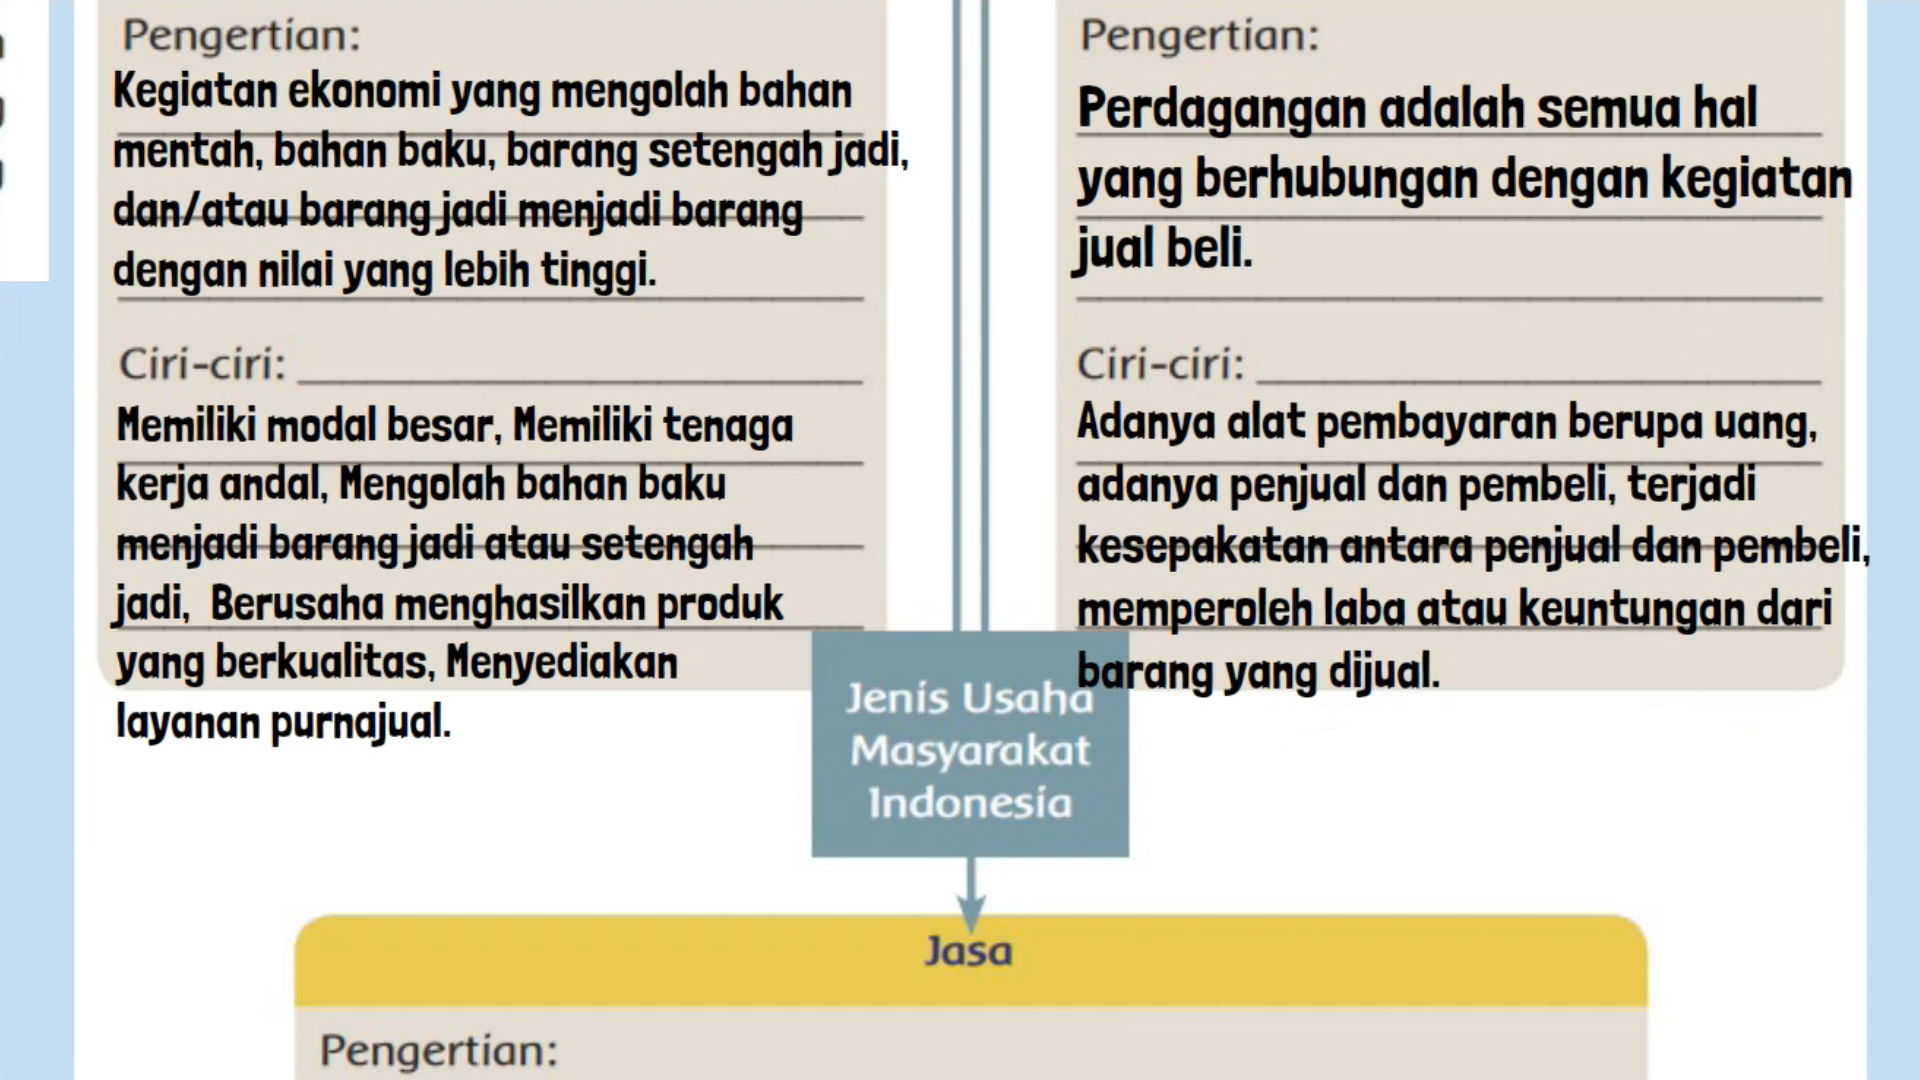 Pengertian:
Kegiatan ekonomi yang mengolah bahan
mentah, bahan baku, barang setengah jadi,
dan/atau barang jadi menjadi barang
dengan nilai yang lebih tinggi.
Ciri-ciri:
Memiliki modal besar, Memiliki tenaga
kerja andal, Mengolah bahan baku
menjadi barang jadi atau setengah
jadi, Berusaha menghasilkan produk
yang berkualitas, Menyediakan
layanan purnajual.
Pengertian:
Perdagangan adalah semua hal
yang berhubungan dengan kegiatan
jual beli.
Ciri-ciri:
Adanya alat pembayaran berupa uang,
adanya penjual dan pembeli, terjadi
kesepakatan antara penjual dan pembeli,
memperoleh laba atau keuntungan dari
barang yang dijual.
Jenis Usaha
Masyarakat
Indonesia
Jasa
Pengertian: